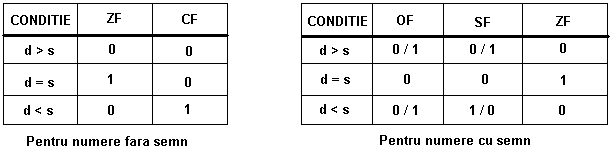 CONDITIE ZF CF
d > s 0 0
d = s 1 0
d < s 0 1
Pentru numere fara semn
CONDITIE OF SF ZF
d > s 0 / 1 0 / 1 0
d = s 0 0 1
d < s 0 / 1 1 / 0 0
Pentru numere cu semn